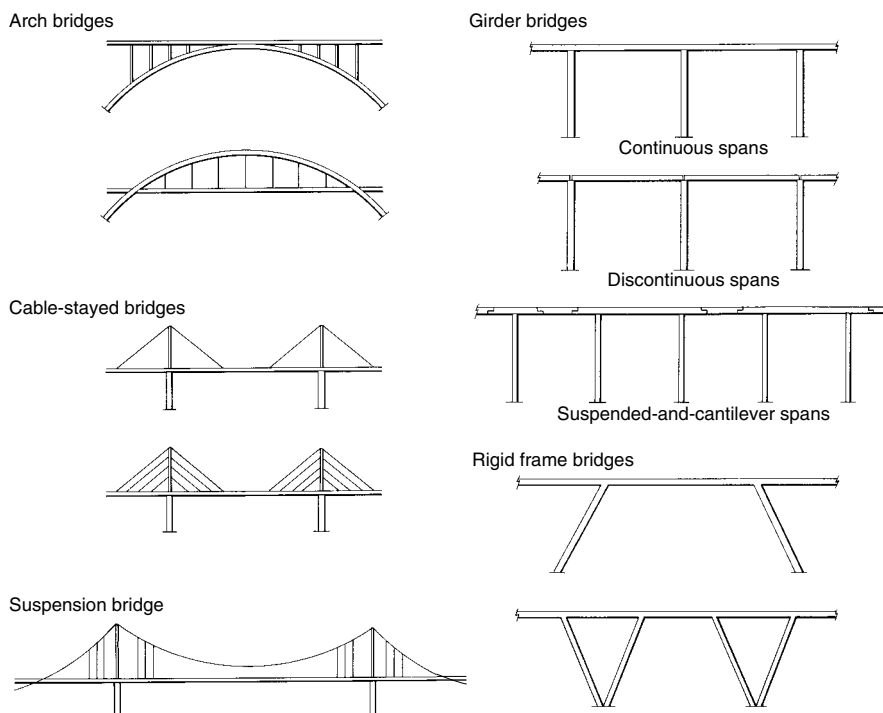 Arch bridges
Cable-stayed bridges
Suspension bridge
Girder bridges
Continuous spans
Discontinuous spans
Suspended-and-cantilever spans
Rigid frame bridges